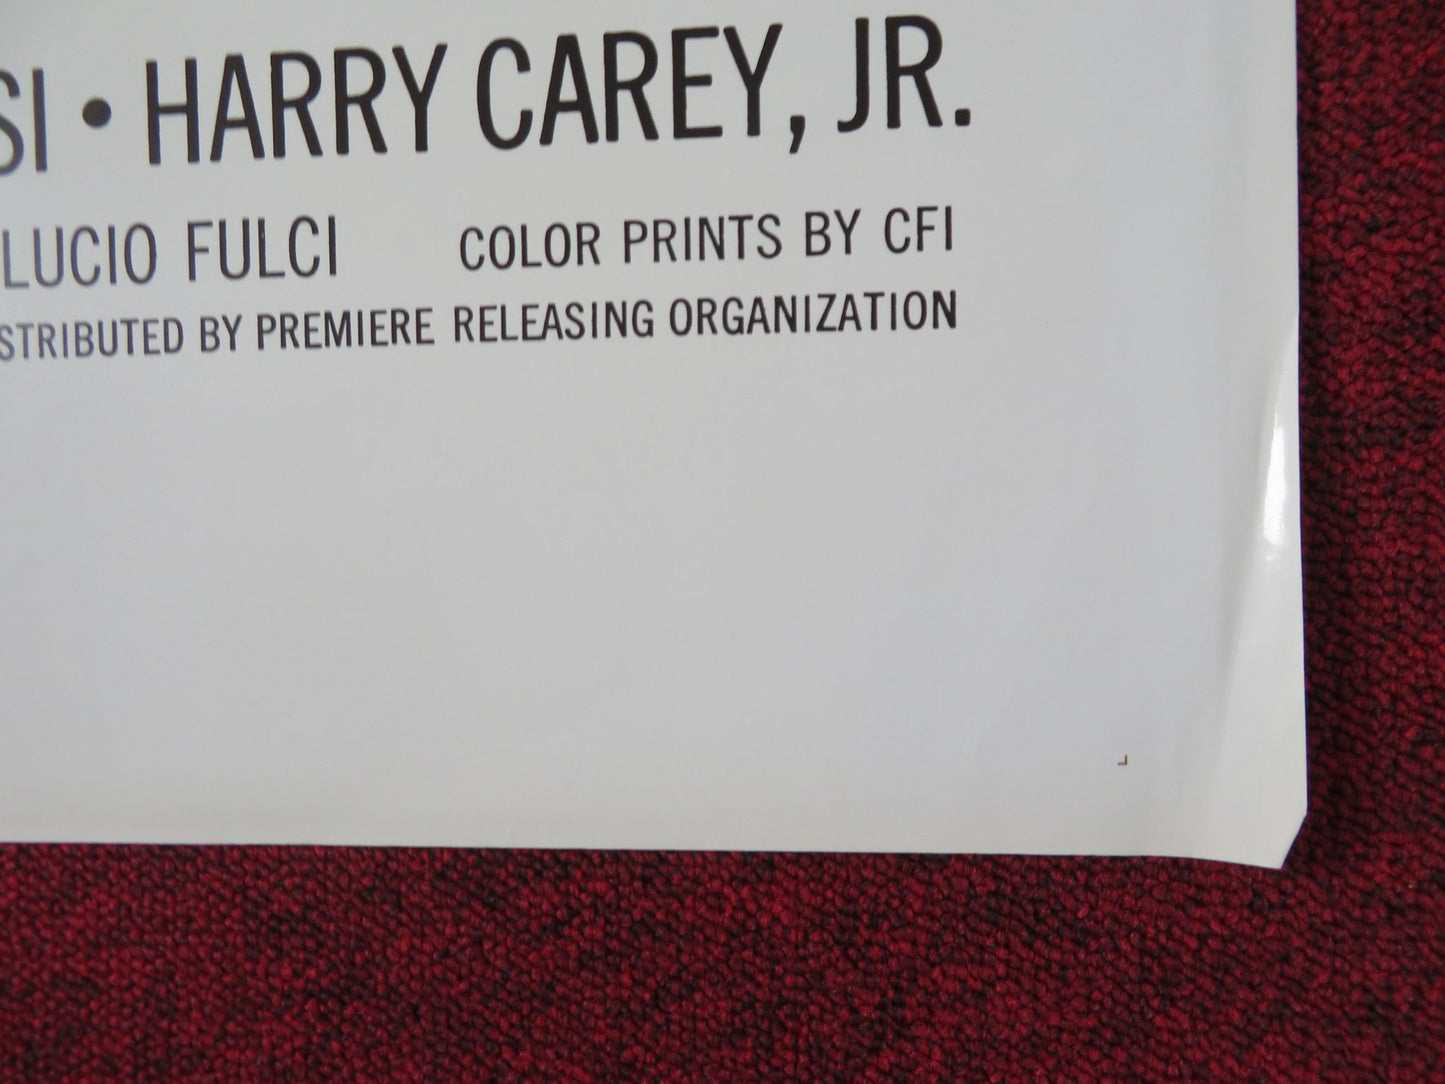 SI • HARRY CAREY, JR.
LUCIO FULCI COLOR PRINTS BY CFI
STRIBUTED BY PREMIERE RELEASING ORGANIZATION